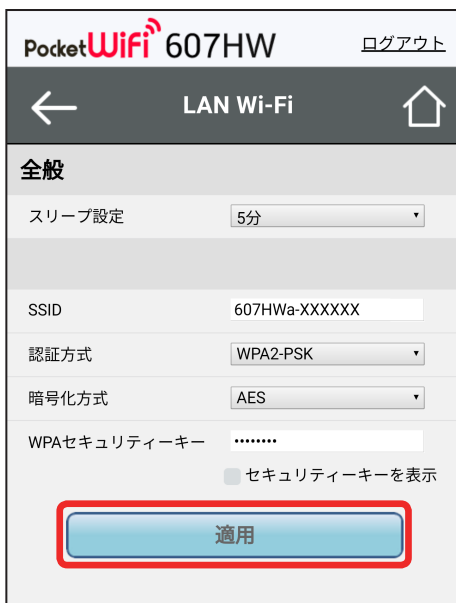 PocketWiFi 607HW ログアウト
LAN Wi-Fi
全般
スリープ設定 5分
SSID 607HWa-XXXXXX
認証方式 WPA2-PSK
暗号化方式 AES
WPAセキュリティーキー ••••••••
セキュリティーキーを表示
適用